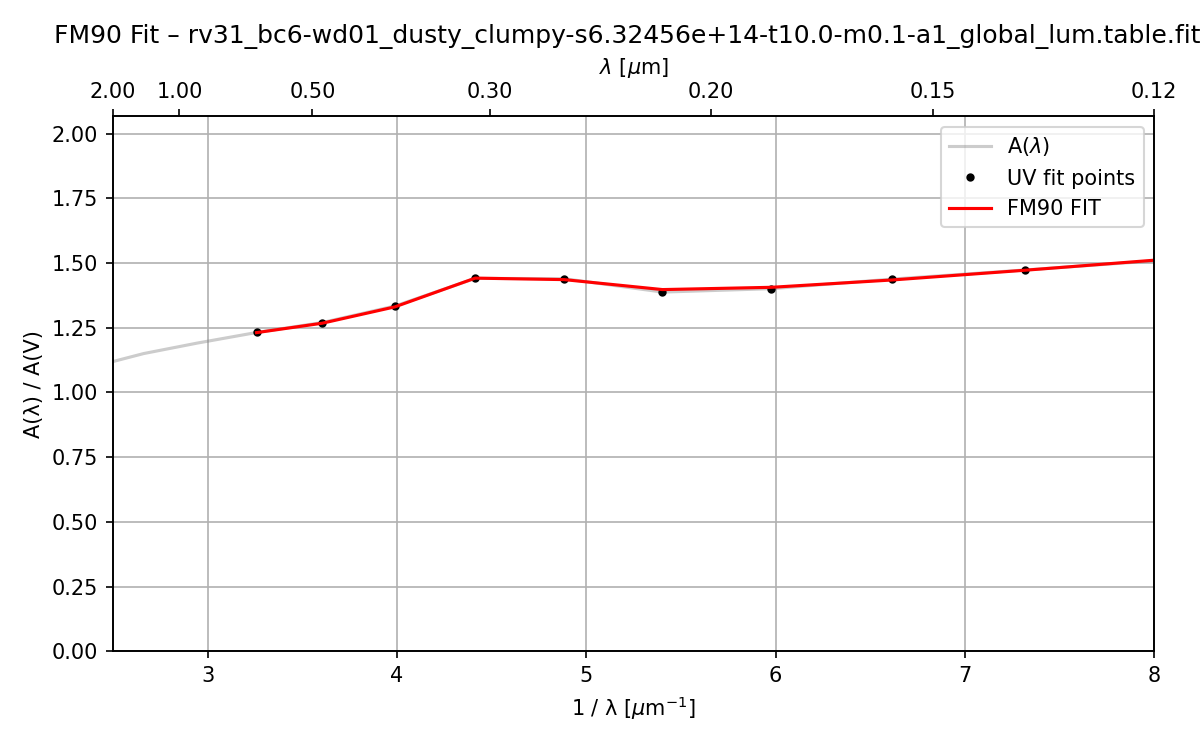 FM90 Fit – rv31_bc6-wd01_dusty_clumpy-s6.32456e+14-t10.0-m0.1-a1_global_lum.table.fit
λ [μm]
2.00 1.00 0.50 0.30 0.20 0.15 0.12
A(λ)
UV fit points
FM90 FIT
A(λ) / A(V)
2.00
1.75
1.50
1.25
1.00
0.75
0.50
0.25
0.00
3 4 5 6 7 8
1 / λ [μm⁻¹]